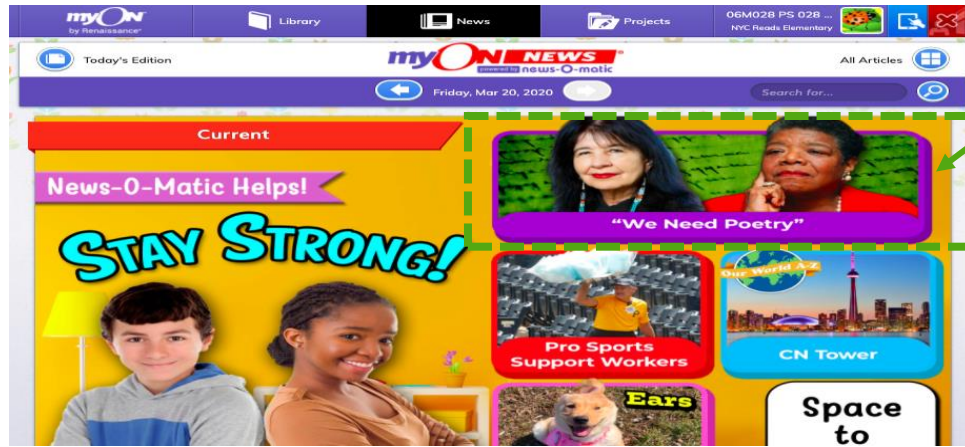 myON
by Renaissance
Library
News
Projects
06M028 PS 028 ...
NYC Reads Elementary
Today's Edition
myON NEWS
powered by news-O-matic
All Articles
Friday, Mar 20, 2020
Search for...
Current
News-O-Matic Helps!
STAY STRONG!
"We Need Poetry"
Our World A-Z
Pro Sports
Support Workers
CN Tower
Ears
Space
to